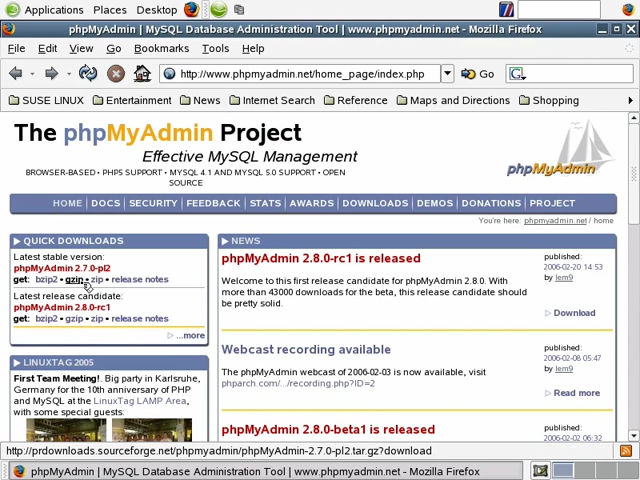 Applications Places Desktop
phpMyAdmin | MySQL Database Administration Tool | www.phpmyadmin.net - Mozilla Firefox
File Edit View Go Bookmarks Tools Help
http://www.phpmyadmin.net/home_page/index.php Go G
SUSE LINUX Entertainment News Internet Search Reference Maps and Directions Shopping
The phpMyAdmin Project
Effective MySQL Management
BROWSER-BASED • PHP5 SUPPORT • MYSQL 4.1 AND MYSQL 5.0 SUPPORT • OPEN
SOURCE
phpMyAdmin
HOME | DOCS | SECURITY | FEEDBACK | STATS | AWARDS | DOWNLOADS | DEMOS | DONATIONS | PROJECT
You're here: phpmyadmin.net / home
QUICK DOWNLOADS
Latest stable version:
phpMyAdmin 2.7.0-pl2
get: bzip2 • gzip • zip • release notes
Latest release candidate:
phpMyAdmin 2.8.0-rc1
get: bzip2 • gzip • zip • release notes
...more
LINUXTAG 2005
First Team Meeting!. Big party in Karlsruhe,
Germany for the 10th anniversary of PHP
and MySQL at the LinuxTag LAMP Area,
with some special guests:
NEWS
phpMyAdmin 2.8.0-rc1 is released
published:
2006-02-20 14:53
by lem9
Welcome to this first release candidate for phpMyAdmin 2.8.0. With
more than 43000 downloads for the beta, this release candidate should
be pretty solid.
Download
Webcast recording available
published:
2006-02-08 05:47
by lem9
The phpMyAdmin webcast of 2006-02-03 is now available, visit
phparch.com/.../recording.php?ID=2
Read more
phpMyAdmin 2.8.0-beta1 is released
published:
2006-02-02 06:32
http://prdownloads.sourceforge.net/phpmyadmin/phpMyAdmin-2.7.0-pl2.tar.gz?download
phpMyAdmin | MySQL Database Administration Tool | www.phpmyadmin.net - Mozilla Firefox